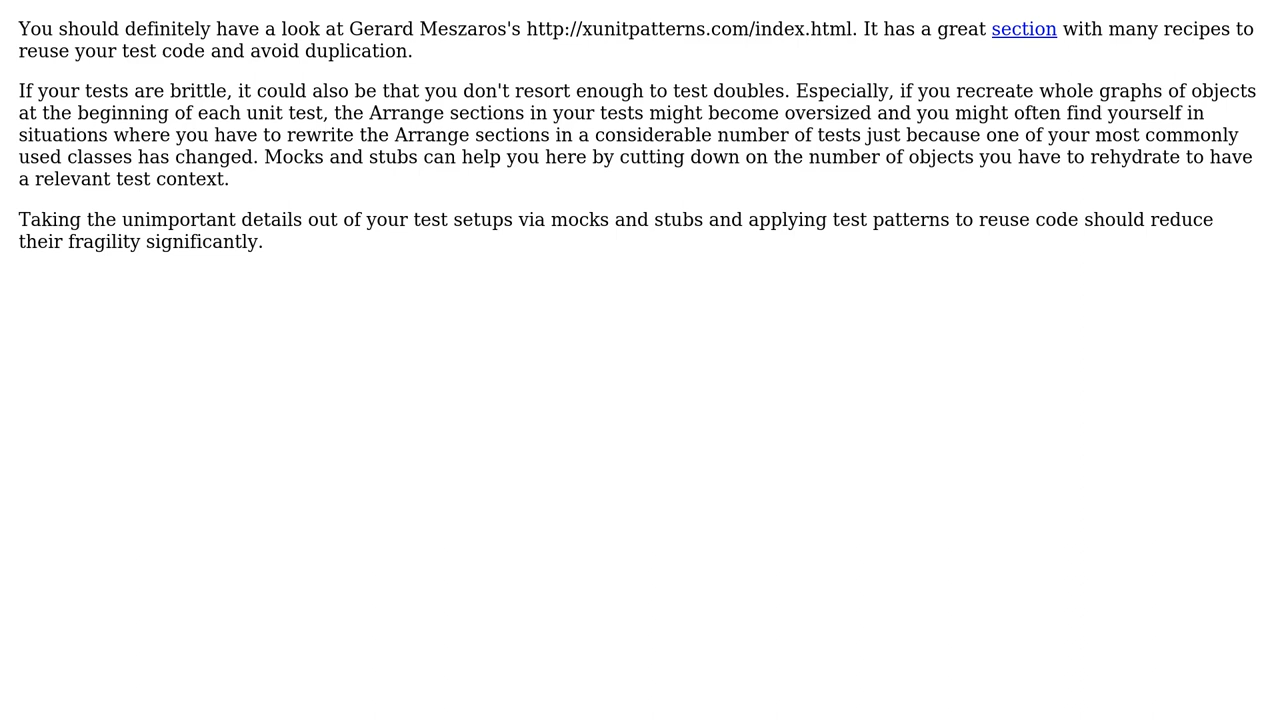 You should definitely have a look at Gerard Meszaros's http://xunitpatterns.com/index.html. It has a great section with many recipes to
reuse your test code and avoid duplication.
If your tests are brittle, it could also be that you don't resort enough to test doubles. Especially, if you recreate whole graphs of objects
at the beginning of each unit test, the Arrange sections in your tests might become oversized and you might often find yourself in
situations where you have to rewrite the Arrange sections in a considerable number of tests just because one of your most commonly
used classes has changed. Mocks and stubs can help you here by cutting down on the number of objects you have to rehydrate to have
a relevant test context.
Taking the unimportant details out of your test setups via mocks and stubs and applying test patterns to reuse code should reduce
their fragility significantly.